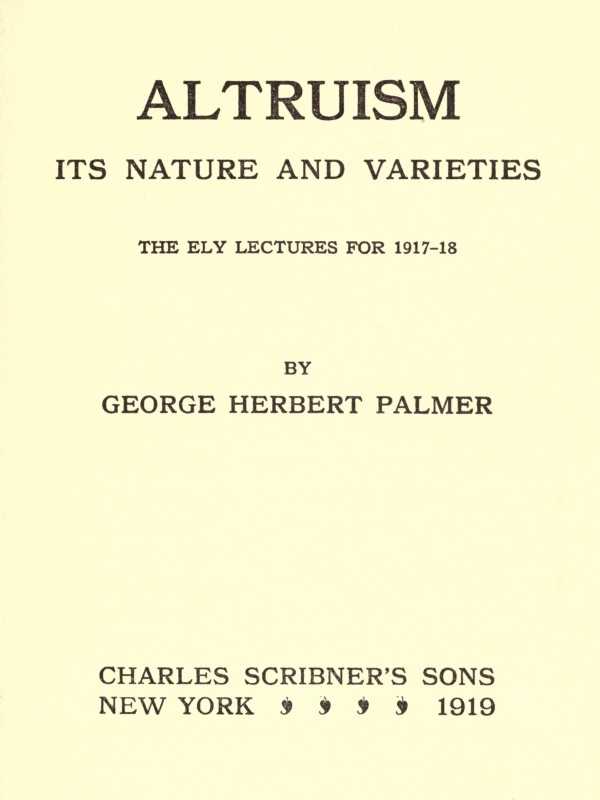 ALTRUISM
ITS NATURE AND VARIETIES
THE ELY LECTURES FOR 1917–18
BY
GEORGE HERBERT PALMER
CHARLES SCRIBNER'S SONS
NEW YORK ❧ ❧ ❧ ❧ 1919